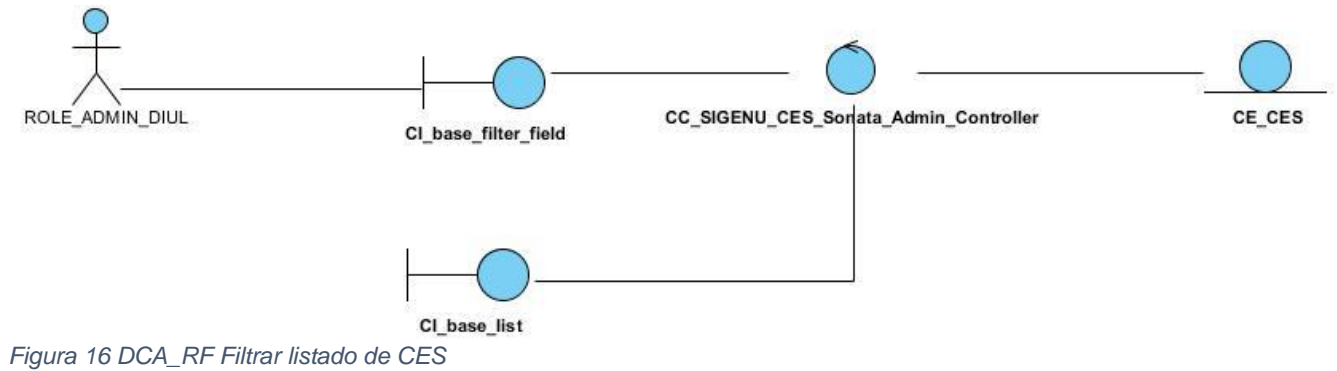 ROLE_ADMIN_DIUL
CI_base_filter_field
CC_SIGENU_CES_Sonata_Admin_Controller
CE_CES
CI_base_list
Figura 16 DCA_RF Filtrar listado de CES